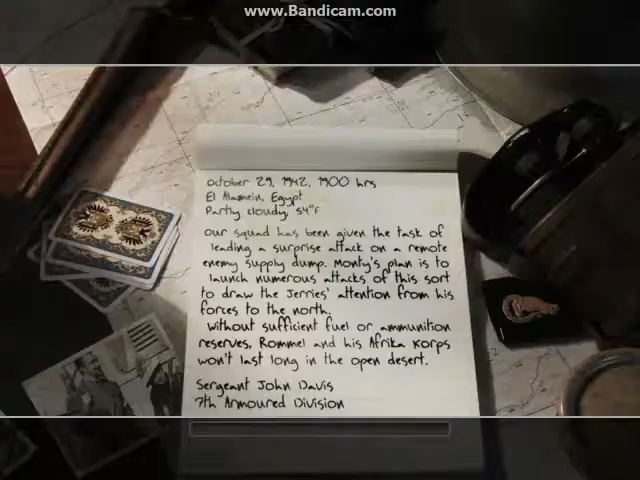 www.Bandicam.com
October 29, 1942, 1900 hrs
El Alamein, Egypt
Partly cloudy, 54°F
Our squad has been given the task of
leading a surprise attack on a remote
enemy supply dump. Monty's plan is to
launch numerous attacks of this sort
to draw the Jerries' attention from his
forces to the north.
Without sufficient fuel or ammunition
reserves, Rommel and his Afrika Korps
won't last long in the open desert.
Sergeant John Davis
7th Armoured Division